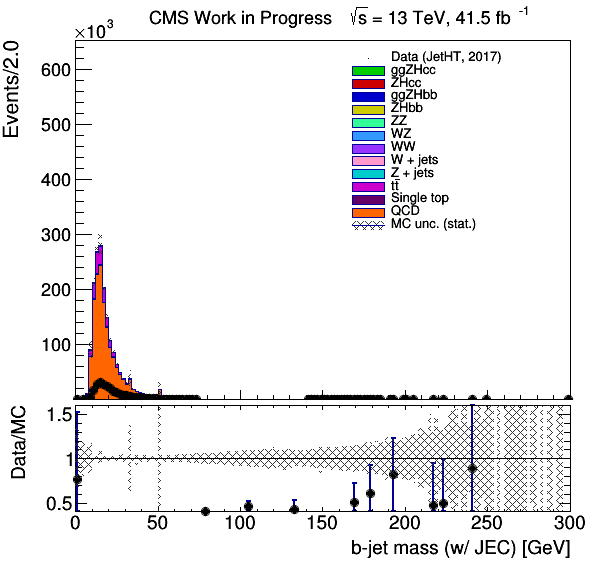 CMS Work in Progress √s = 13 TeV, 41.5 fb⁻¹
×10³
Events/2.0
600
500
400
300
200
100
Data (JetHT, 2017)
ggZHcc
ZHcc
ggZHbb
ZHbb
ZZ
WZ
WW
W + jets
Z + jets
tt̄
Single top
QCD
MC unc. (stat.)
Data/MC
1.5
1
0.5
0 50 100 150 200 250 300
b-jet mass (w/ JEC) [GeV]